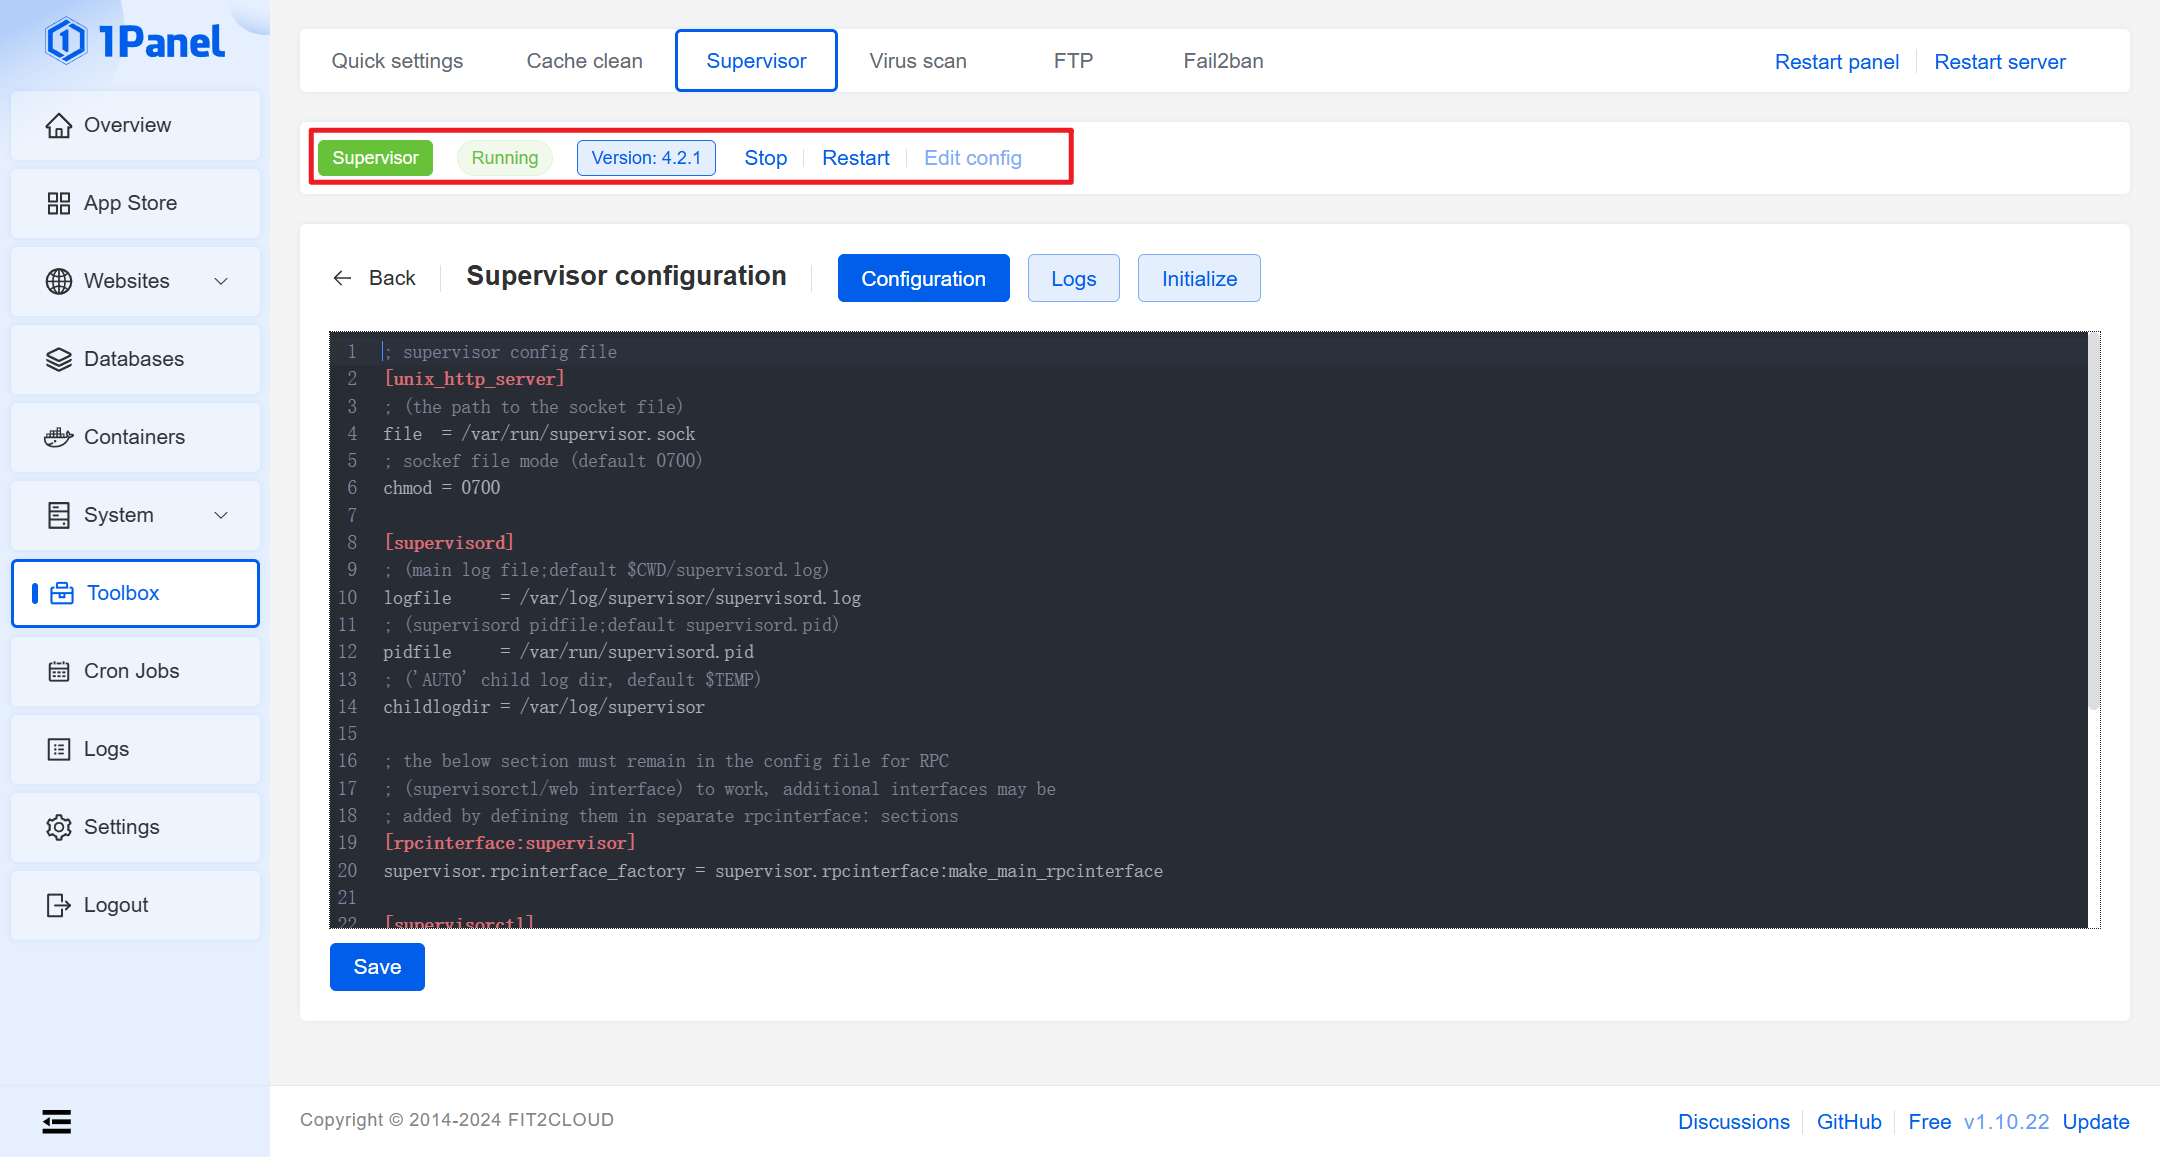 1Panel
Overview
App Store
Websites
Databases
Containers
System
Toolbox
Cron Jobs
Logs
Settings
Logout
Quick settings Cache clean Supervisor Virus scan FTP Fail2ban Restart panel Restart server
Supervisor Running Version: 4.2.1 Stop Restart Edit config
Back Supervisor configuration Configuration Logs Initialize
1 ; supervisor config file
2 [unix_http_server]
3 ; (the path to the socket file)
4 file = /var/run/supervisor.sock
5 ; sockef file mode (default 0700)
6 chmod = 0700
7
8 [supervisord]
9 ; (main log file;default $CWD/supervisord.log)
10 logfile = /var/log/supervisor/supervisord.log
11 ; (supervisord pidfile;default supervisord.pid)
12 pidfile = /var/run/supervisord.pid
13 ; ('AUTO' child log dir, default $TEMP)
14 childlogdir = /var/log/supervisor
15
16 ; the below section must remain in the config file for RPC
17 ; (supervisorctl/web interface) to work, additional interfaces may be
18 ; added by defining them in separate rpcinterface: sections
19 [rpcinterface:supervisor]
20 supervisor.rpcinterface_factory = supervisor.rpcinterface:make_main_rpcinterface
21
22 [supervisorctl]
Save
Copyright © 2014-2024 FIT2CLOUD
Discussions GitHub Free v1.10.22 Update